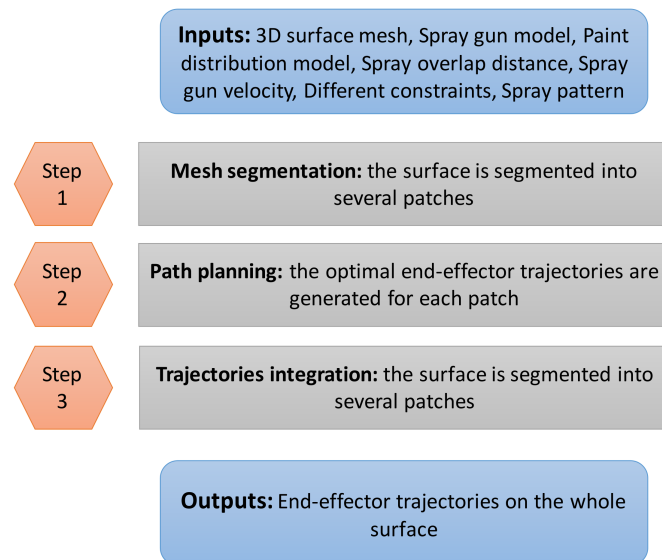 Inputs: 3D surface mesh, Spray gun model, Paint
distribution model, Spray overlap distance, Spray
gun velocity, Different constraints, Spray pattern
Step
1
Mesh segmentation: the surface is segmented into
several patches
Step
2
Path planning: the optimal end-effector trajectories are
generated for each patch
Step
3
Trajectories integration: the surface is segmented into
several patches
Outputs: End-effector trajectories on the whole
surface